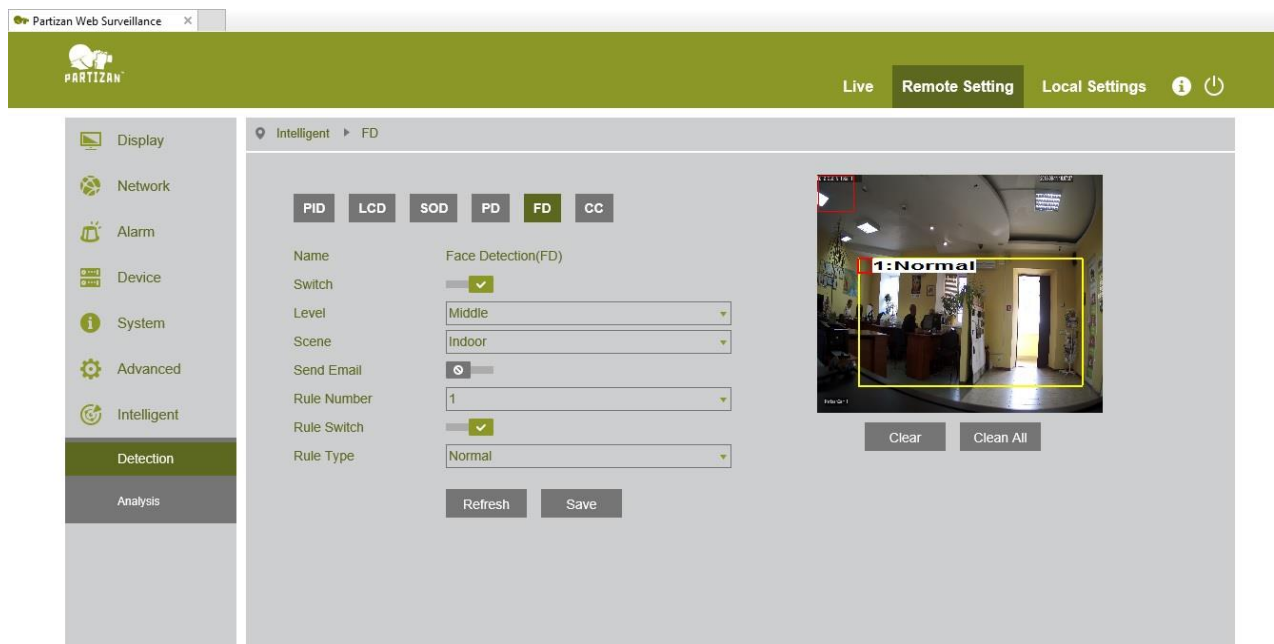 Partizan Web Surveillance
PARTIZAN
Live Remote Setting Local Settings
Display
Network
Alarm
Device
System
Advanced
Intelligent
Detection
Analysis
Intelligent FD
PID LCD SOD PD FD CC
Name Face Detection(FD)
Switch
Level Middle
Scene Indoor
Send Email
Rule Number 1
Rule Switch
Rule Type Normal
Refresh Save
1:Normal
Clear Clean All